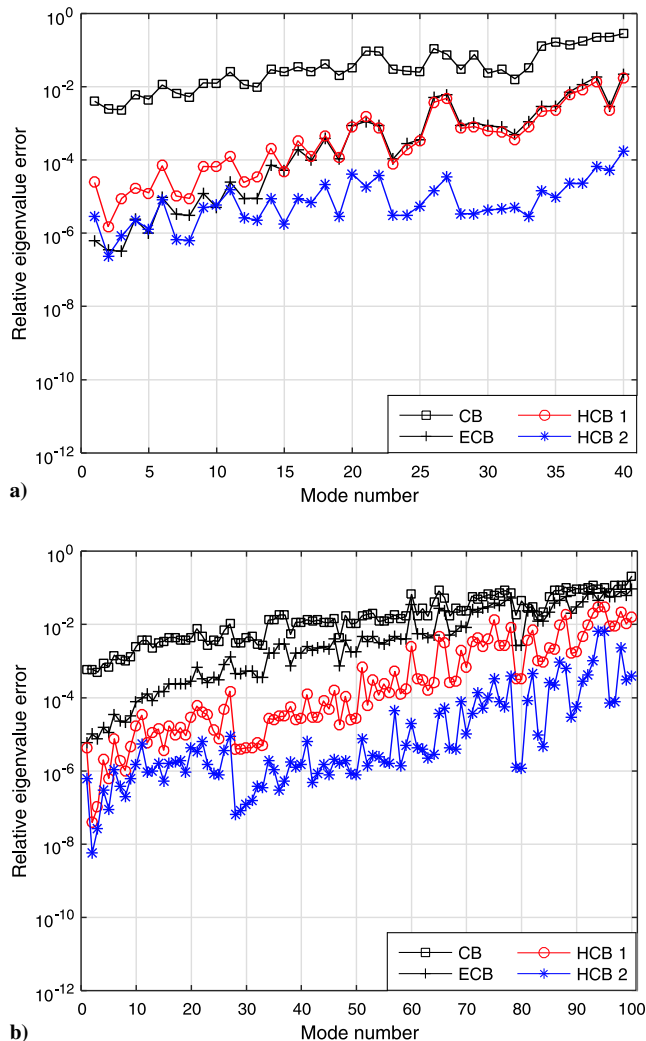 10^0
10^-2
10^-4
10^-6
10^-8
10^-10
10^-12
Relative eigenvalue error
0 5 10 15 20 25 30 35 40
Mode number
CB HCB 1
ECB HCB 2
a)
10^0
10^-2
10^-4
10^-6
10^-8
10^-10
10^-12
Relative eigenvalue error
0 10 20 30 40 50 60 70 80 90 100
Mode number
CB HCB 1
ECB HCB 2
b)